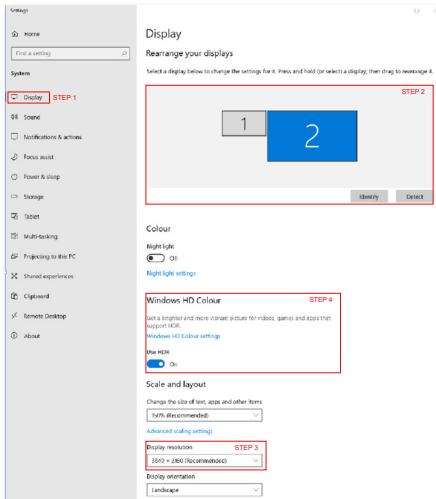 Settings
Home
Find a setting
System
Display STEP 1
Sound
Notifications & actions
Focus assist
Power & sleep
Storage
Tablet
Multi-tasking
Projecting to this PC
Shared experiences
Clipboard
Remote Desktop
About
Display
Rearrange your displays
Select a display below to change the settings for it. Press and hold (or select) a display, then drag to rearrange it.
STEP 2
1 2
Identify Detect
Colour
Night light
Off
Night light settings
Windows HD Colour STEP 4
Get a brighter and more vibrant picture for videos, games and apps that
support HDR.
Windows HD Colour settings
Use HDR
On
Scale and layout
Change the size of text, apps and other items
150% (Recommended)
Advanced scaling settings
Display resolution STEP 3
3840 × 2160 (Recommended)
Display orientation
Landscape